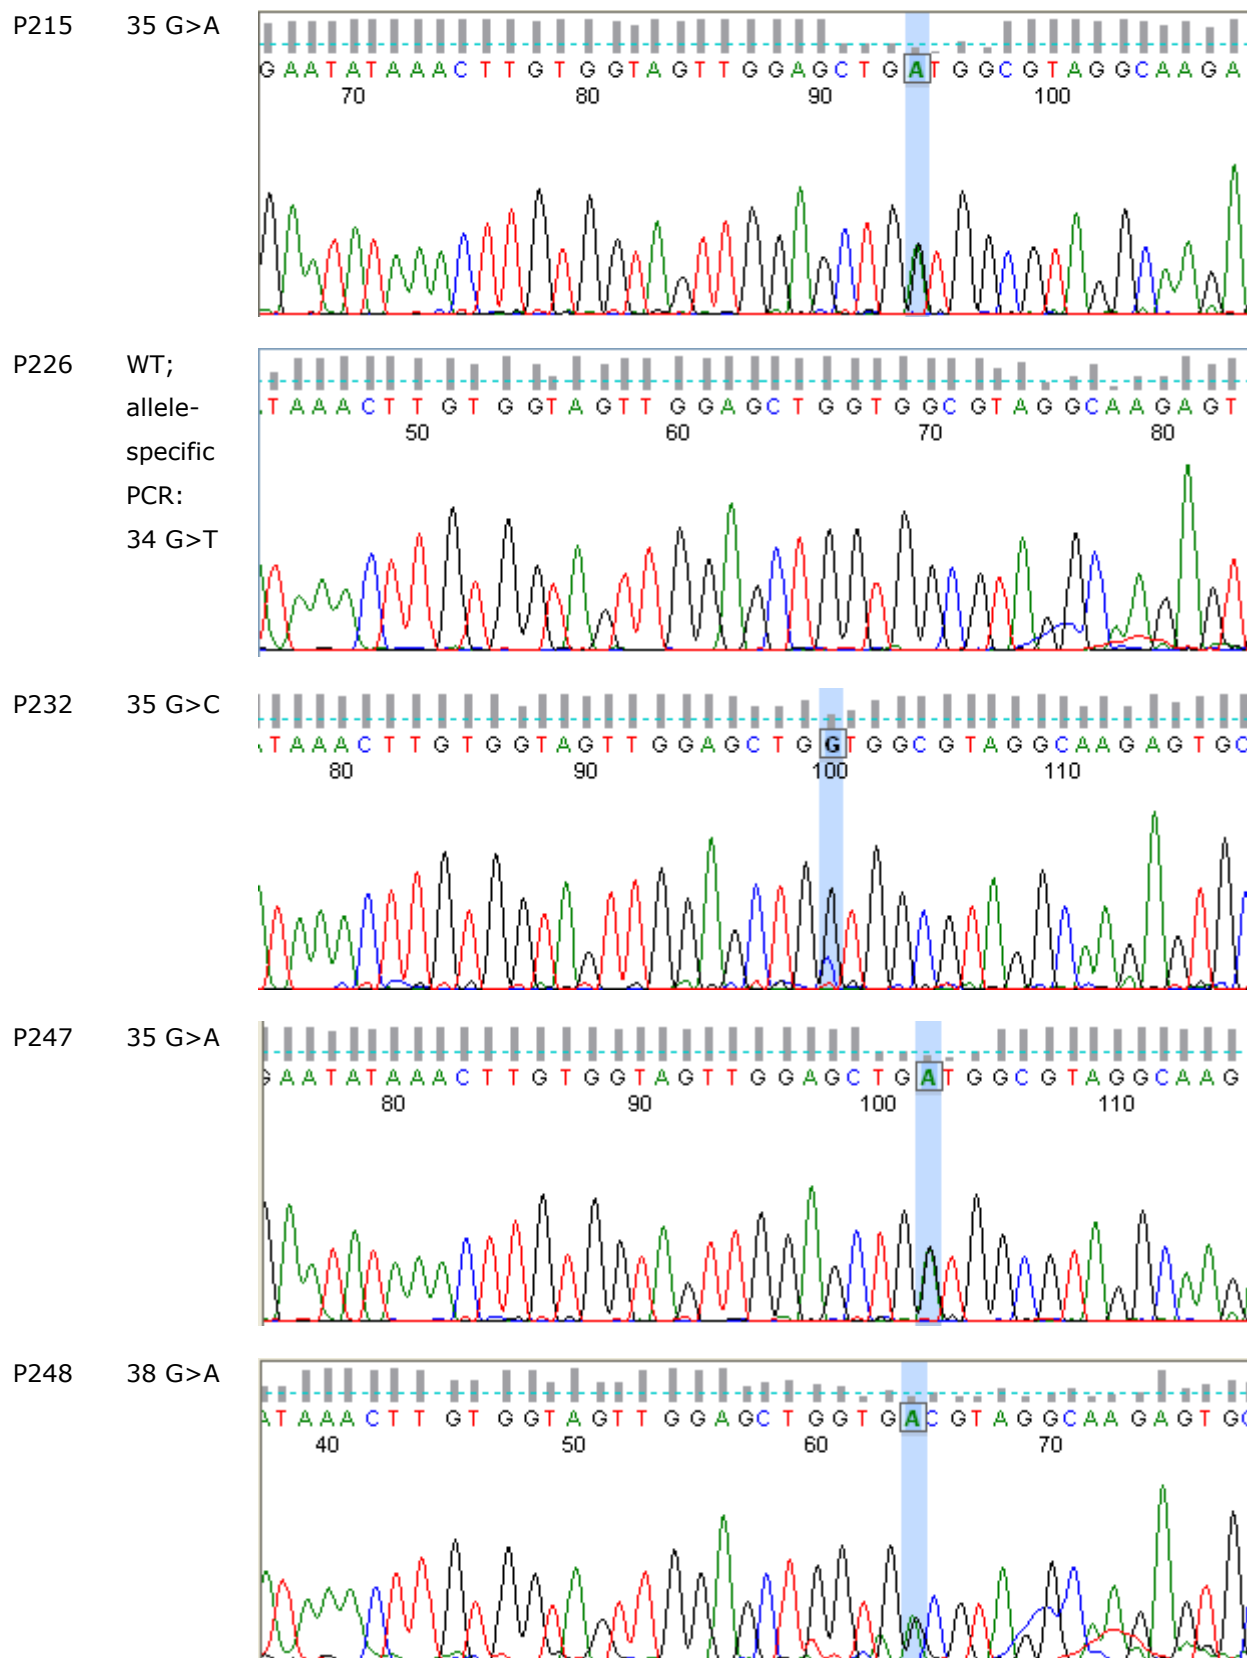 P215 35 G>A
G A A T A T A A A C T T G T G G T A G T T G G A G C T G A T G G C G T A G G C A A G A
70 80 90 100
P226 WT;
allele-
specific
PCR:
34 G>T
T A A A C T T G T G G T A G T T G G A G C T G G T G G C G T A G G C A A G A G T
50 60 70 80
P232 35 G>C
T A A A C T T G T G G T A G T T G G A G C T G G T G G C G T A G G C A A G A G T G C
80 90 100 110
P247 35 G>A
G A A T A T A A A C T T G T G G T A G T T G G A G C T G A T G G C G T A G G C A A G
80 90 100 110
P248 38 G>A
A T A A A C T T G T G G T A G T T G G A G C T G G T G A C G T A G G C A A G A G T G C
40 50 60 70